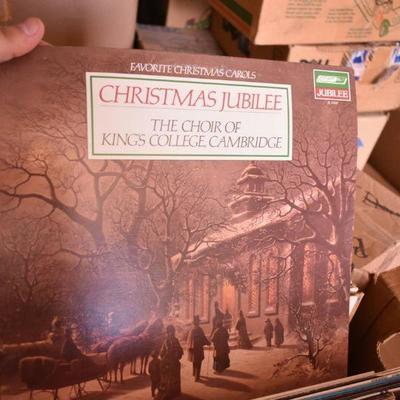 FAVORITE CHRISTMAS CAROLS
CHRISTMAS JUBILEE
THE CHOIR OF
KING'S COLLEGE, CAMBRIDGE
JUBILEE